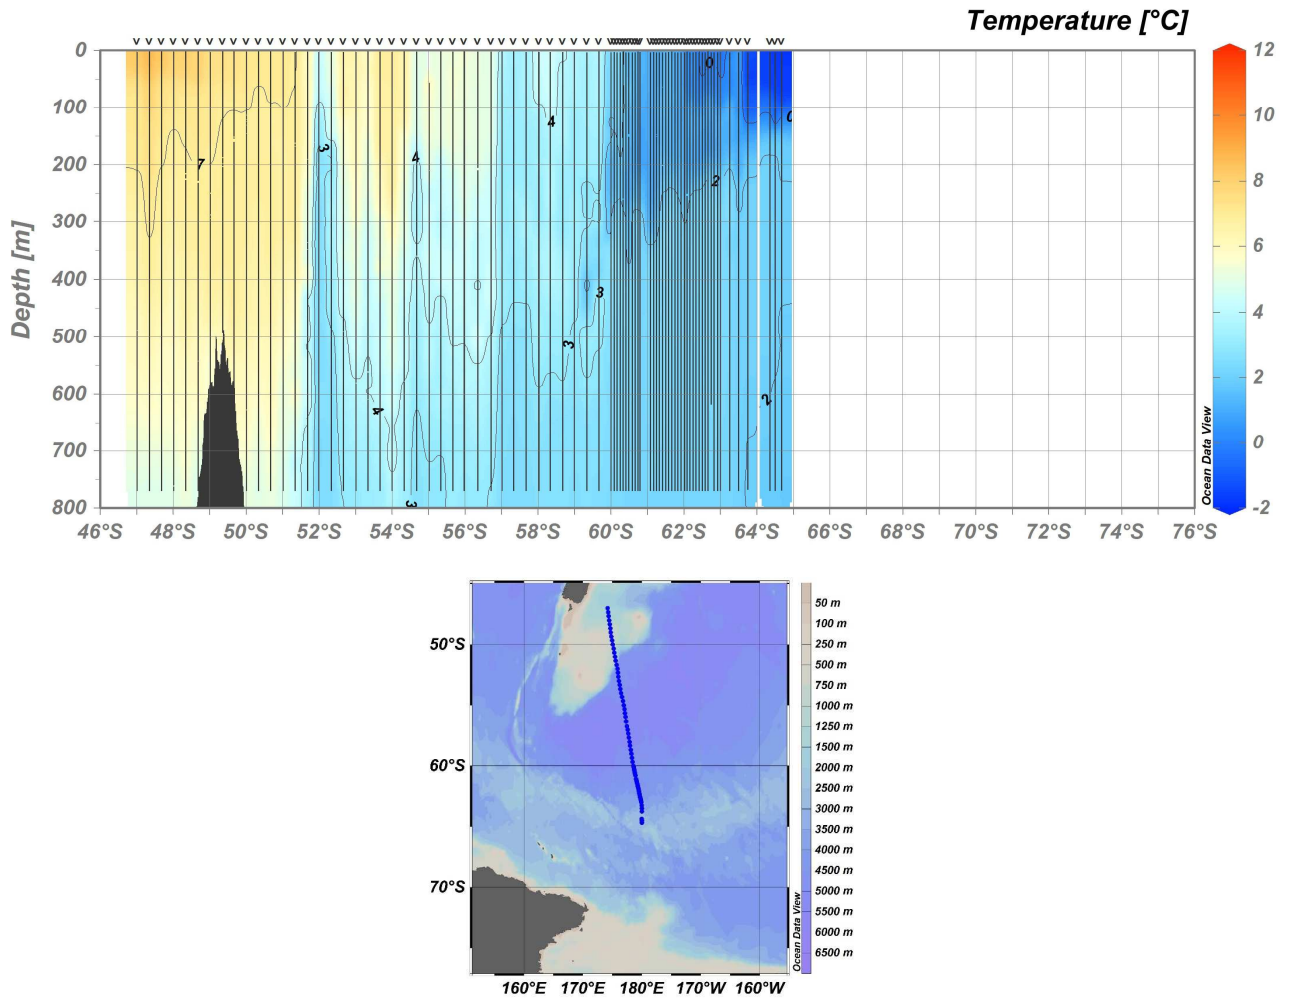 Temperature [°C]
0
100
200
300
400
500
600
700
800
Depth [m]
46°S 48°S 50°S 52°S 54°S 56°S 58°S 60°S 62°S 64°S 66°S 68°S 70°S 72°S 74°S 76°S
7
3
4
4
3
4
3
3
0
2
0
2
12
10
8
6
4
2
0
-2
Ocean Data View
50°S
60°S
70°S
160°E 170°E 180°E 170°W 160°W
50 m
100 m
250 m
500 m
750 m
1000 m
1250 m
1500 m
2000 m
2500 m
3000 m
3500 m
4000 m
4500 m
5000 m
5500 m
6000 m
6500 m
Ocean Data View